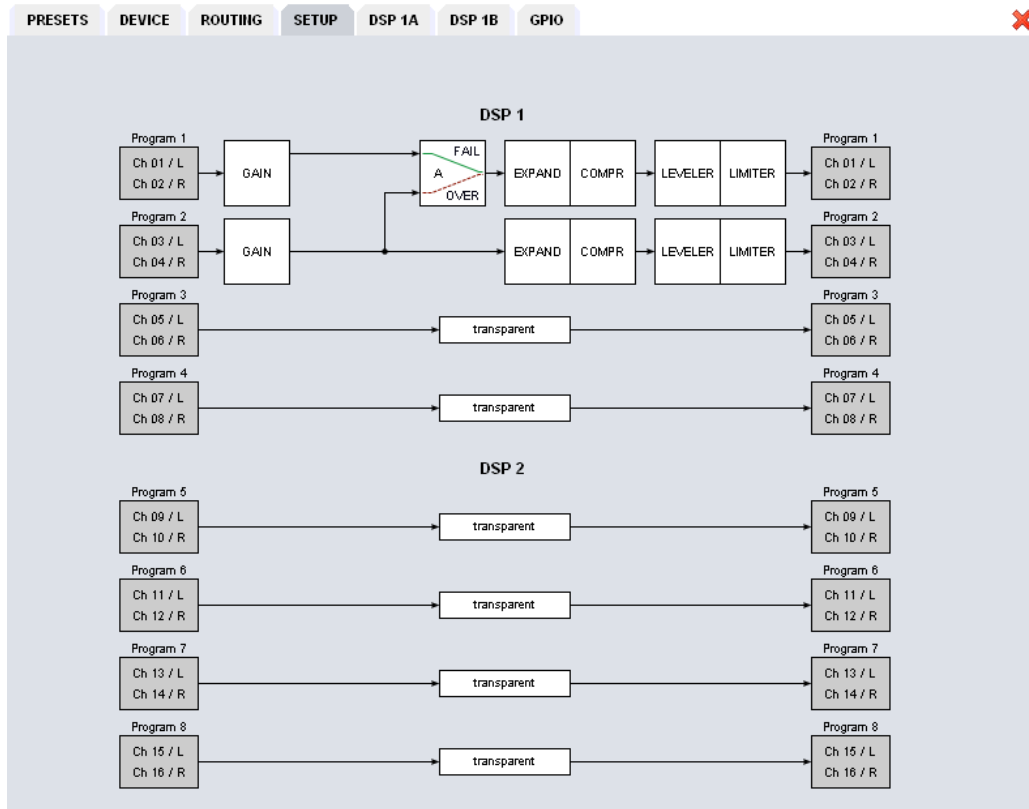 PRESETS DEVICE ROUTING SETUP DSP 1A DSP 1B GPIO
DSP 1
Program 1 Program 1
Ch 01 / L GAIN FAIL EXPAND COMPR LEVELER LIMITER Ch 01 / L
Ch 02 / R A OVER Ch 02 / R
Program 2 Program 2
Ch 03 / L GAIN EXPAND COMPR LEVELER LIMITER Ch 03 / L
Ch 04 / R Ch 04 / R
Program 3 Program 3
Ch 05 / L transparent Ch 05 / L
Ch 06 / R Ch 06 / R
Program 4 Program 4
Ch 07 / L transparent Ch 07 / L
Ch 08 / R Ch 08 / R
DSP 2
Program 5 Program 5
Ch 09 / L transparent Ch 09 / L
Ch 10 / R Ch 10 / R
Program 6 Program 6
Ch 11 / L transparent Ch 11 / L
Ch 12 / R Ch 12 / R
Program 7 Program 7
Ch 13 / L transparent Ch 13 / L
Ch 14 / R Ch 14 / R
Program 8 Program 8
Ch 15 / L transparent Ch 15 / L
Ch 16 / R Ch 16 / R